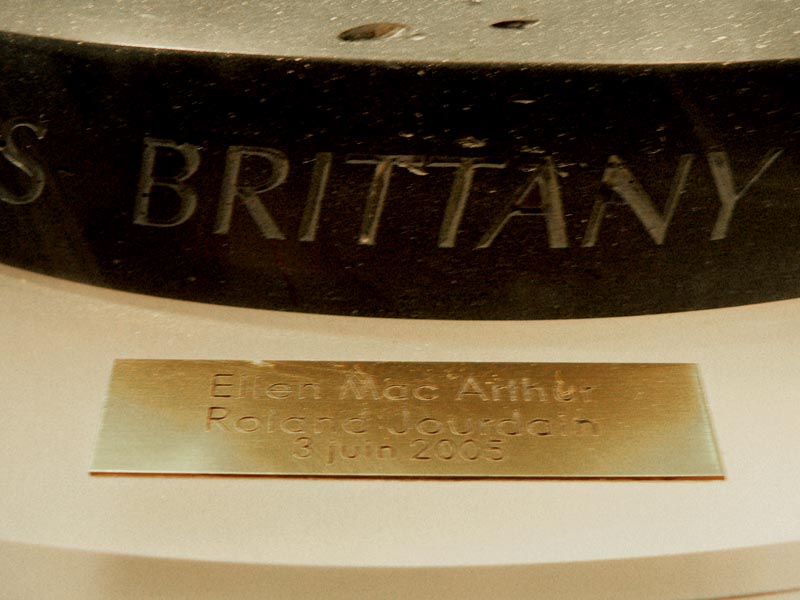 S BRITTANY
Ellen Mac Arthur
Roland Jourdain
3 juin 2005